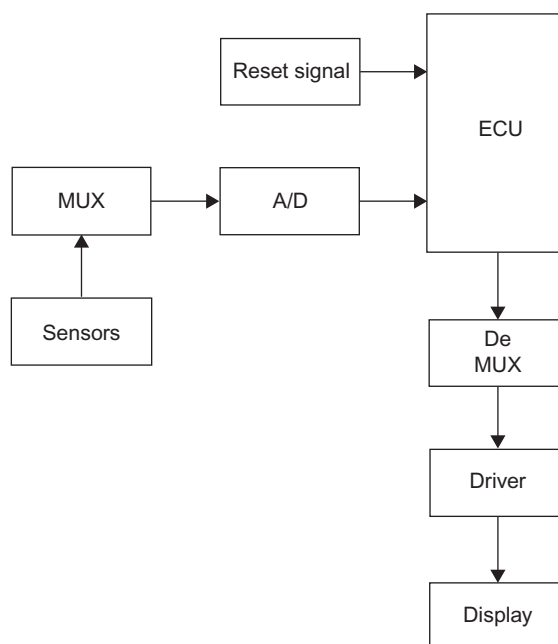 Reset signal
ECU
MUX
A/D
Sensors
De
MUX
Driver
Display